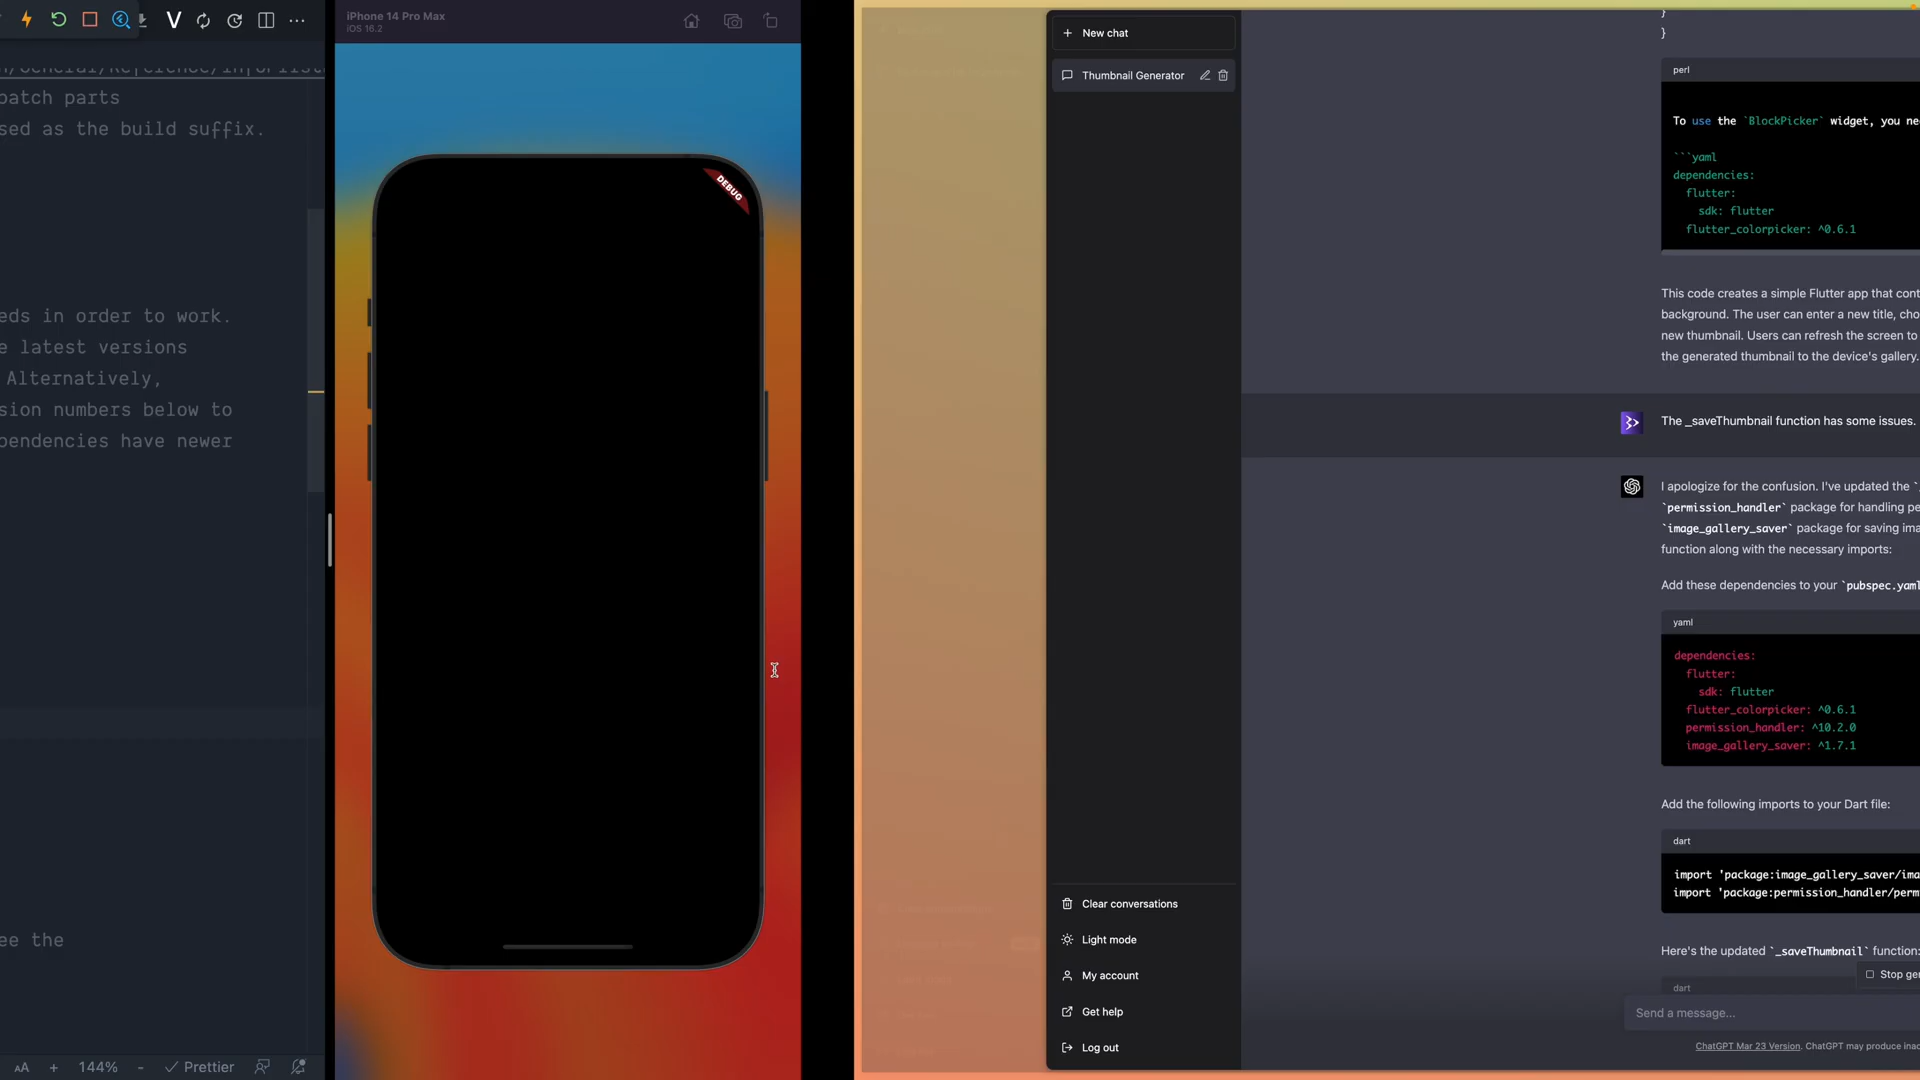 patch parts
sed as the build suffix.
eds in order to work.
e latest versions
Alternatively,
sion numbers below to
pendencies have newer
ee the
AA + 144% - Prettier
iPhone 14 Pro Max
iOS 16.2
DEBUG
New chat
Thumbnail Generator
Clear conversations
Light mode
My account
Get help
Log out
}
}
perl
To use the `BlockPicker` widget, you nee
```yaml
dependencies:
flutter:
sdk: flutter
flutter_colorpicker: ^0.6.1
This code creates a simple Flutter app that cont
background. The user can enter a new title, cho
new thumbnail. Users can refresh the screen to
the generated thumbnail to the device's gallery.
The _saveThumbnail function has some issues.
I apologize for the confusion. I've updated the `_
`permission_handler` package for handling pe
`image_gallery_saver` package for saving ima
function along with the necessary imports:
Add these dependencies to your `pubspec.yaml
yaml
dependencies:
flutter:
sdk: flutter
flutter_colorpicker: ^0.6.1
permission_handler: ^10.2.0
image_gallery_saver: ^1.7.1
Add the following imports to your Dart file:
dart
import 'package:image_gallery_saver/ima
import 'package:permission_handler/perm
Here's the updated `_saveThumbnail` function:
Stop gen
dart
Send a message...
ChatGPT Mar 23 Version. ChatGPT may produce inac